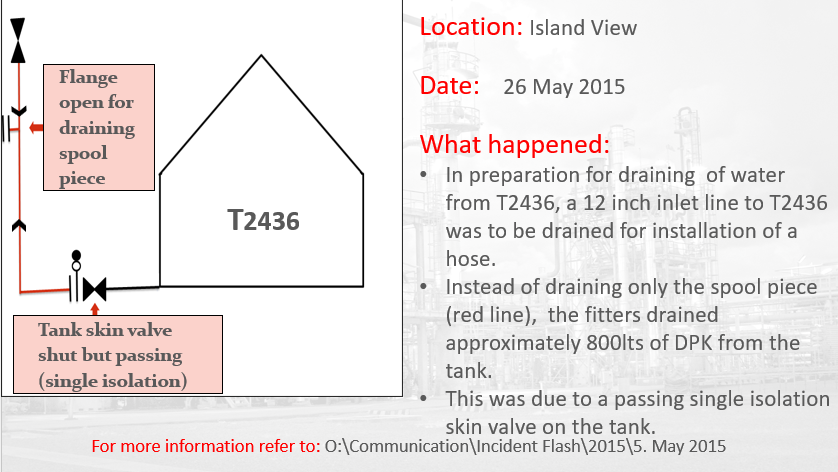 Flange
open for
draining
spool
piece
T2436
Tank skin valve
shut but passing
(single isolation)
Location: Island View
Date: 26 May 2015
What happened:
• In preparation for draining of water
from T2436, a 12 inch inlet line to T2436
was to be drained for installation of a
hose.
• Instead of draining only the spool piece
(red line), the fitters drained
approximately 800lts of DPK from the
tank.
• This was due to a passing single isolation
skin valve on the tank.
For more information refer to: O:\Communication\Incident Flash\2015\5. May 2015